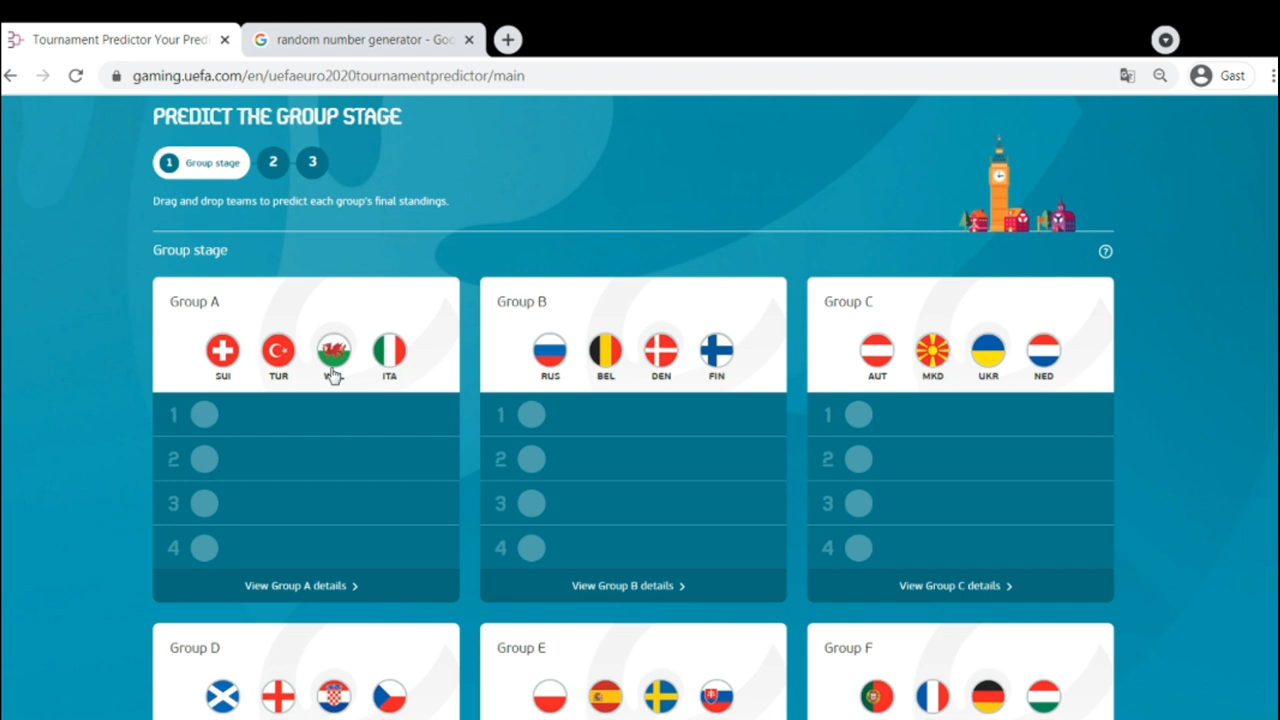 Tournament Predictor Your Pred
random number generator - Goo
gaming.uefa.com/en/uefaeuro2020tournamentpredictor/main
Gast
PREDICT THE GROUP STAGE
1 Group stage 2 3
Drag and drop teams to predict each group's final standings.
Group stage
?
Group A
SUI TUR ITA
1
2
3
4
View Group A details >
Group B
RUS BEL DEN FIN
1
2
3
4
View Group B details >
Group C
AUT MKD UKR NED
1
2
3
4
View Group C details >
Group D
Group E
Group F